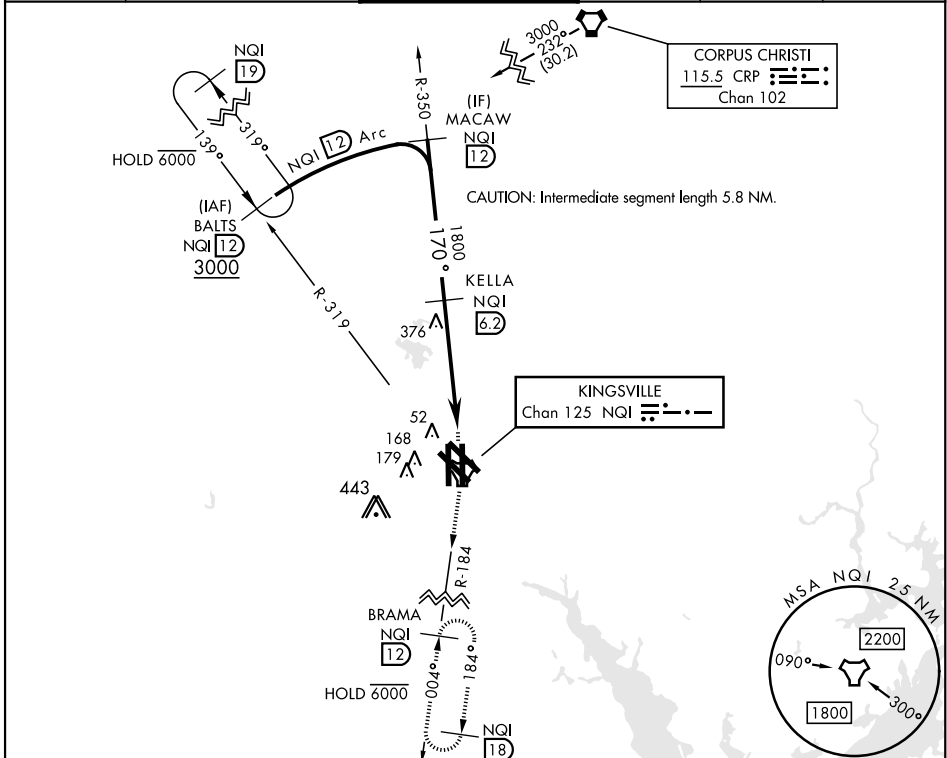 NQI
19
3000
232°
(30.2)
CORPUS CHRISTI
115.5 CRP
Chan 102
R-350
(IF)
MACAW
NQI
12
319°
139°
NQI 12 Arc
HOLD 6000
CAUTION: Intermediate segment length 5.8 NM.
(IAF)
BALTS
NQI 12
3000
1800
170°
R-319
KELLA
NQI
6.2
376
KINGSVILLE
Chan 125 NQI
52
168
179
443
R-184
BRAMA
NQI
12
HOLD 6000
004°
184°
NQI
18
MSA NQI 25 NM
2200
090°
1800
300°